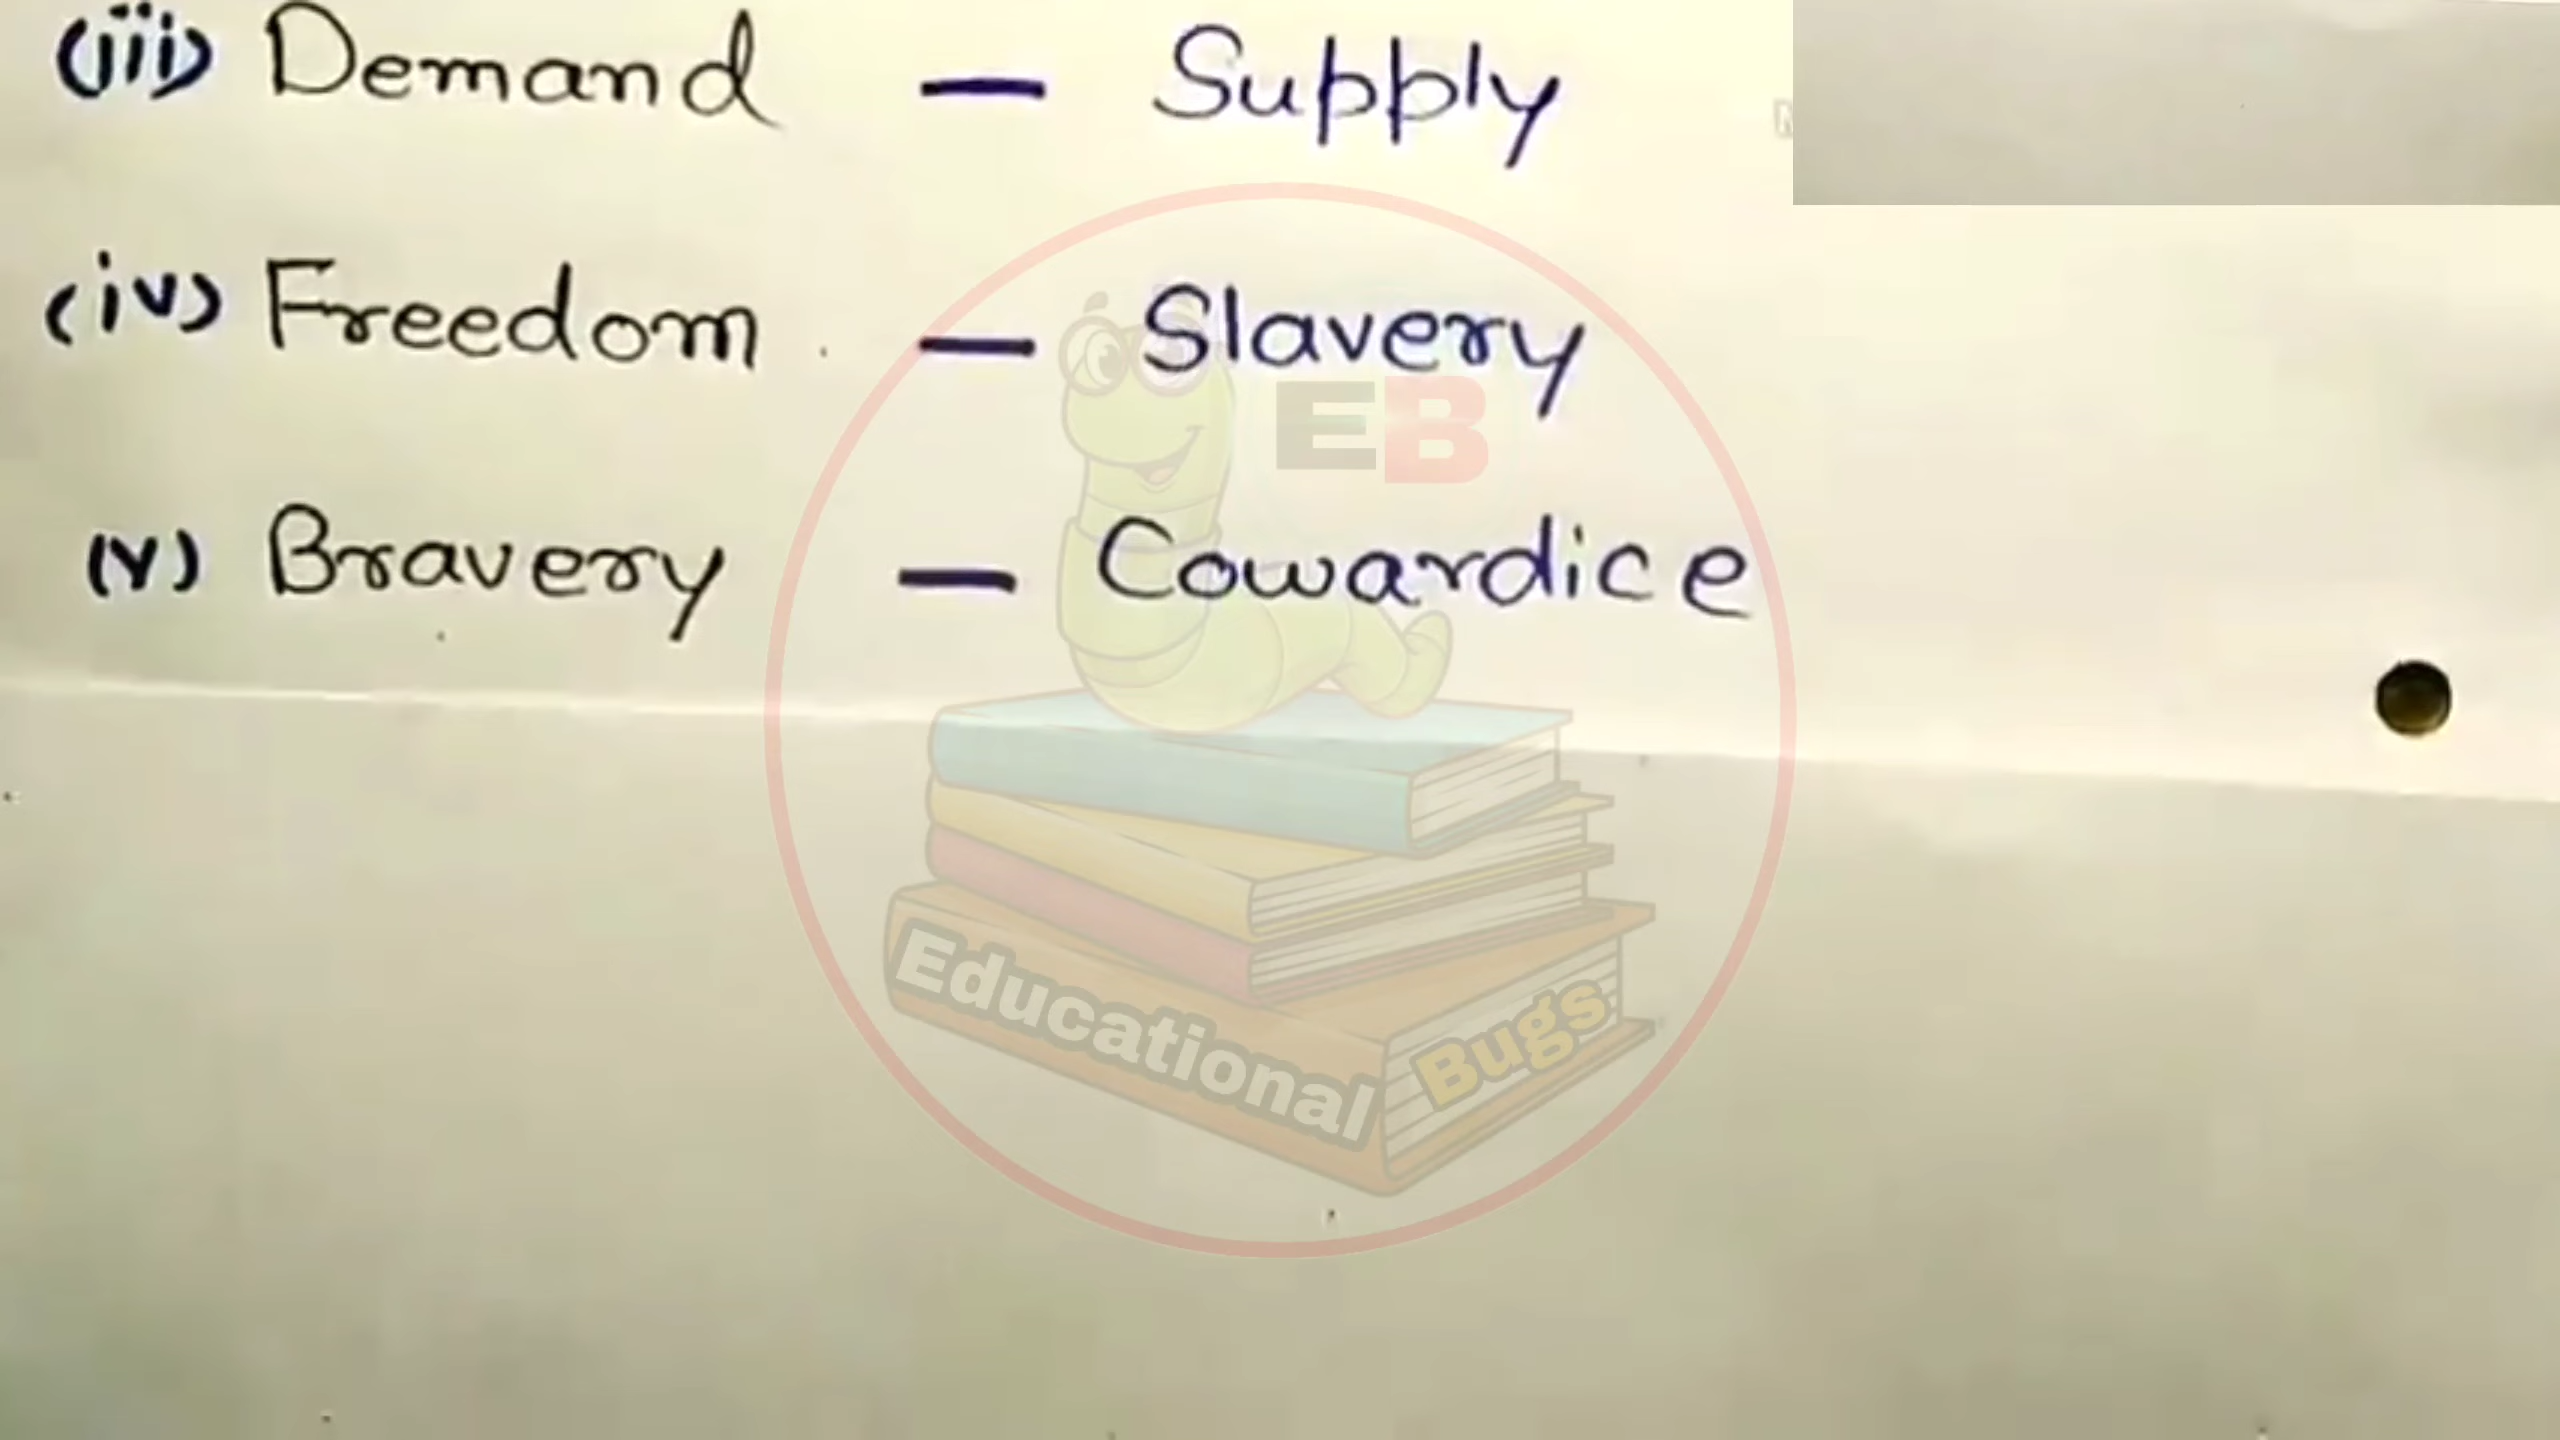 (iii) Demand — Supply
(iv) Freedom — Slavery
EB
(v) Bravery — Cowardice
Educational Bugs